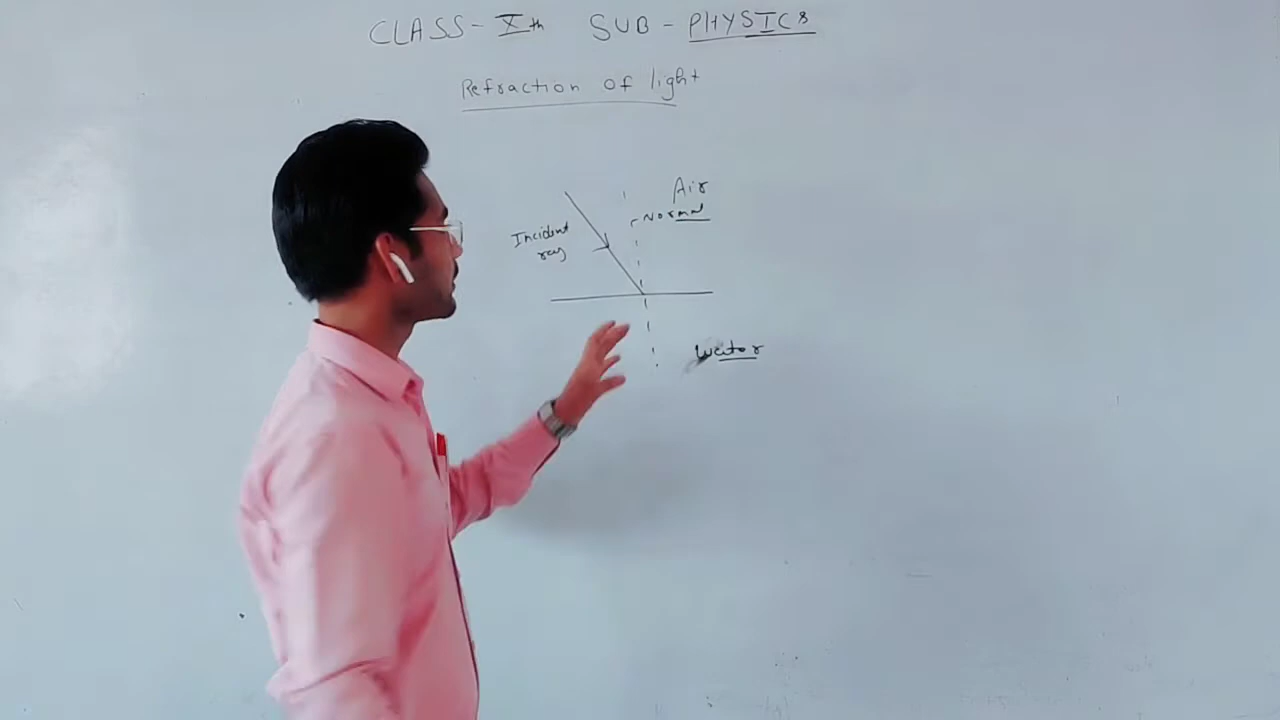 CLASS - Xth SUB - PHYSICS
Refraction of light
Air
Normal
Incident
ray
Water